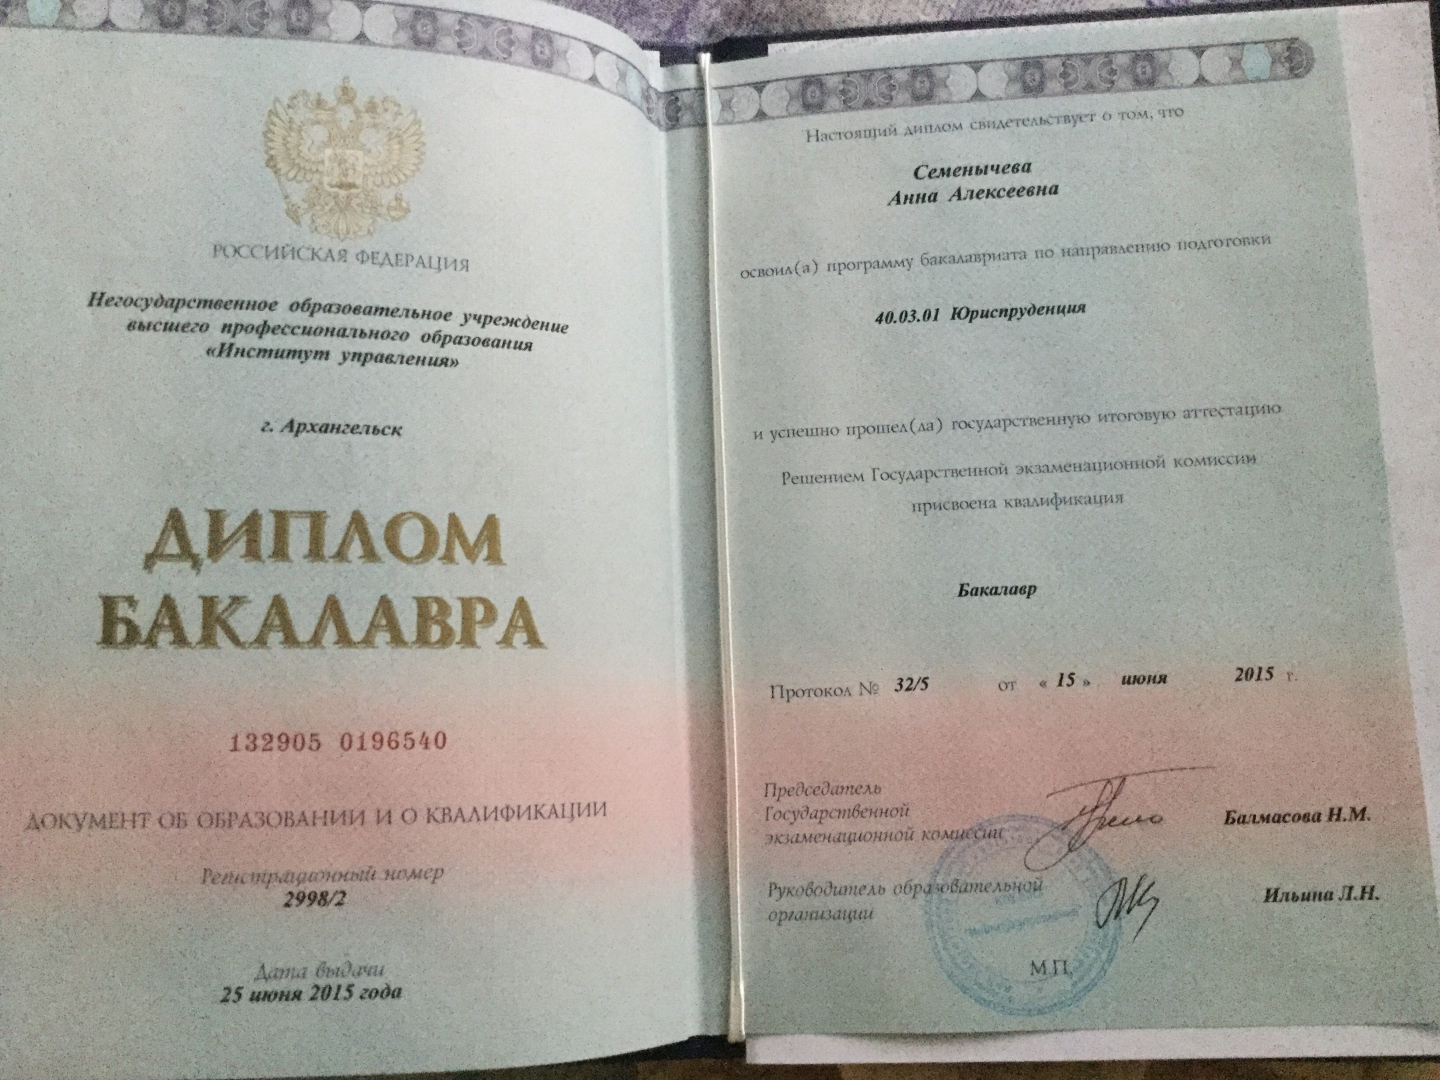 РОССИЙСКАЯ ФЕДЕРАЦИЯ
Негосударственное образовательное учреждение
высшего профессионального образования
«Институт управления»
г. Архангельск
ДИПЛОМ
БАКАЛАВРА
132905 0196540
ДОКУМЕНТ ОБ ОБРАЗОВАНИИ И О КВАЛИФИКАЦИИ
Регистрационный номер
2998/2
Дата выдачи
25 июня 2015 года
Настоящий диплом свидетельствует о том, что
Семенычева
Анна Алексеевна
освоил(а) программу бакалавриата по направлению подготовки
40.03.01 Юриспруденция
и успешно прошел(ла) государственную итоговую аттестацию
Решением Государственной экзаменационной комиссии
присвоена квалификация
Бакалавр
Протокол № 32/5 от « 15 » июня 2015 г.
Председатель
Государственной
экзаменационной комиссии Балмасова Н.М.
Руководитель образовательной
организации Ильина Л.Н.
М.П.